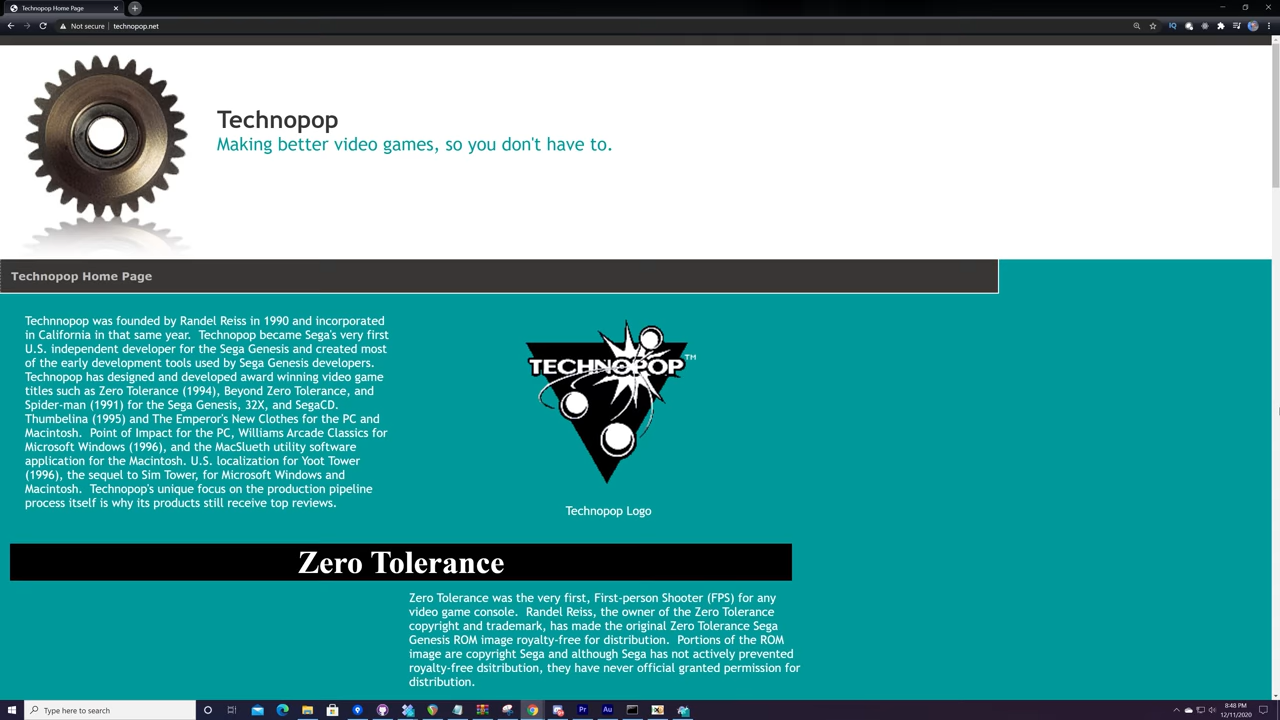 Technopop Home Page
Not secure
technopop.net
Technopop
Making better video games, so you don't have to.
Technopop Home Page
Technnopop was founded by Randel Reiss in 1990 and incorporated
in California in that same year.  Technopop became Sega's very first
U.S. independent developer for the Sega Genesis and created most
of the early development tools used by Sega Genesis developers.
Technopop has designed and developed award winning video game
titles such as Zero Tolerance (1994), Beyond Zero Tolerance, and
Spider-man (1991) for the Sega Genesis, 32X, and SegaCD.
Thumbelina (1995) and The Emperor's New Clothes for the PC and
Macintosh.  Point of Impact for the PC, Williams Arcade Classics for
Microsoft Windows (1996), and the MacSlueth utility software
application for the Macintosh. U.S. localization for Yoot Tower
(1996), the sequel to Sim Tower, for Microsoft Windows and
Macintosh.  Technopop's unique focus on the production pipeline
process itself is why its products still receive top reviews.
TECHNOPOP™
Technopop Logo
Zero Tolerance
Zero Tolerance was the very first, First-person Shooter (FPS) for any
video game console.  Randel Reiss, the owner of the Zero Tolerance
copyright and trademark, has made the original Zero Tolerance Sega
Genesis ROM image royalty-free for distribution.  Portions of the ROM
image are copyright Sega and although Sega has not actively prevented
royalty-free dsitribution, they have never official granted permission for
distribution.
Type here to search
8:48 PM
12/11/2020